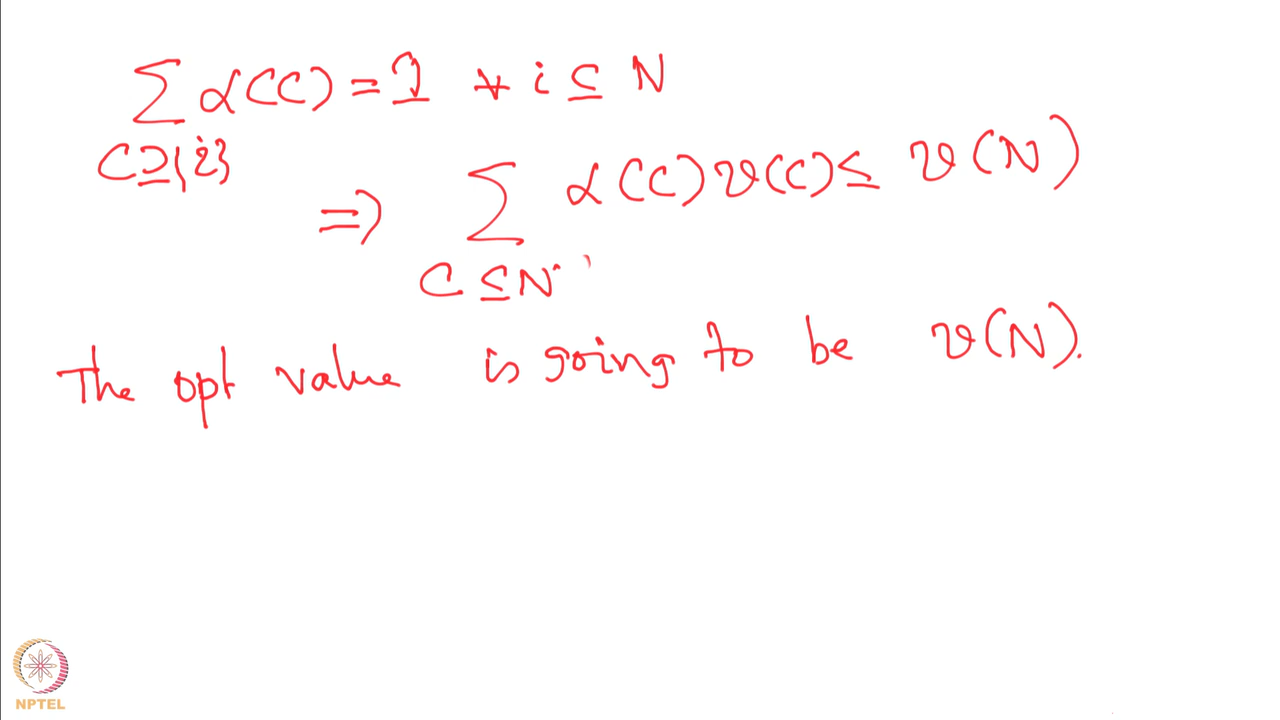 ∑ α(C) = 1 ∀ i ⊆ N
C ⊇ {i}
⇒ ∑ α(C) v(C) ≤ v(N)
C ⊆ N
The opt value is going to be v(N).
NPTEL